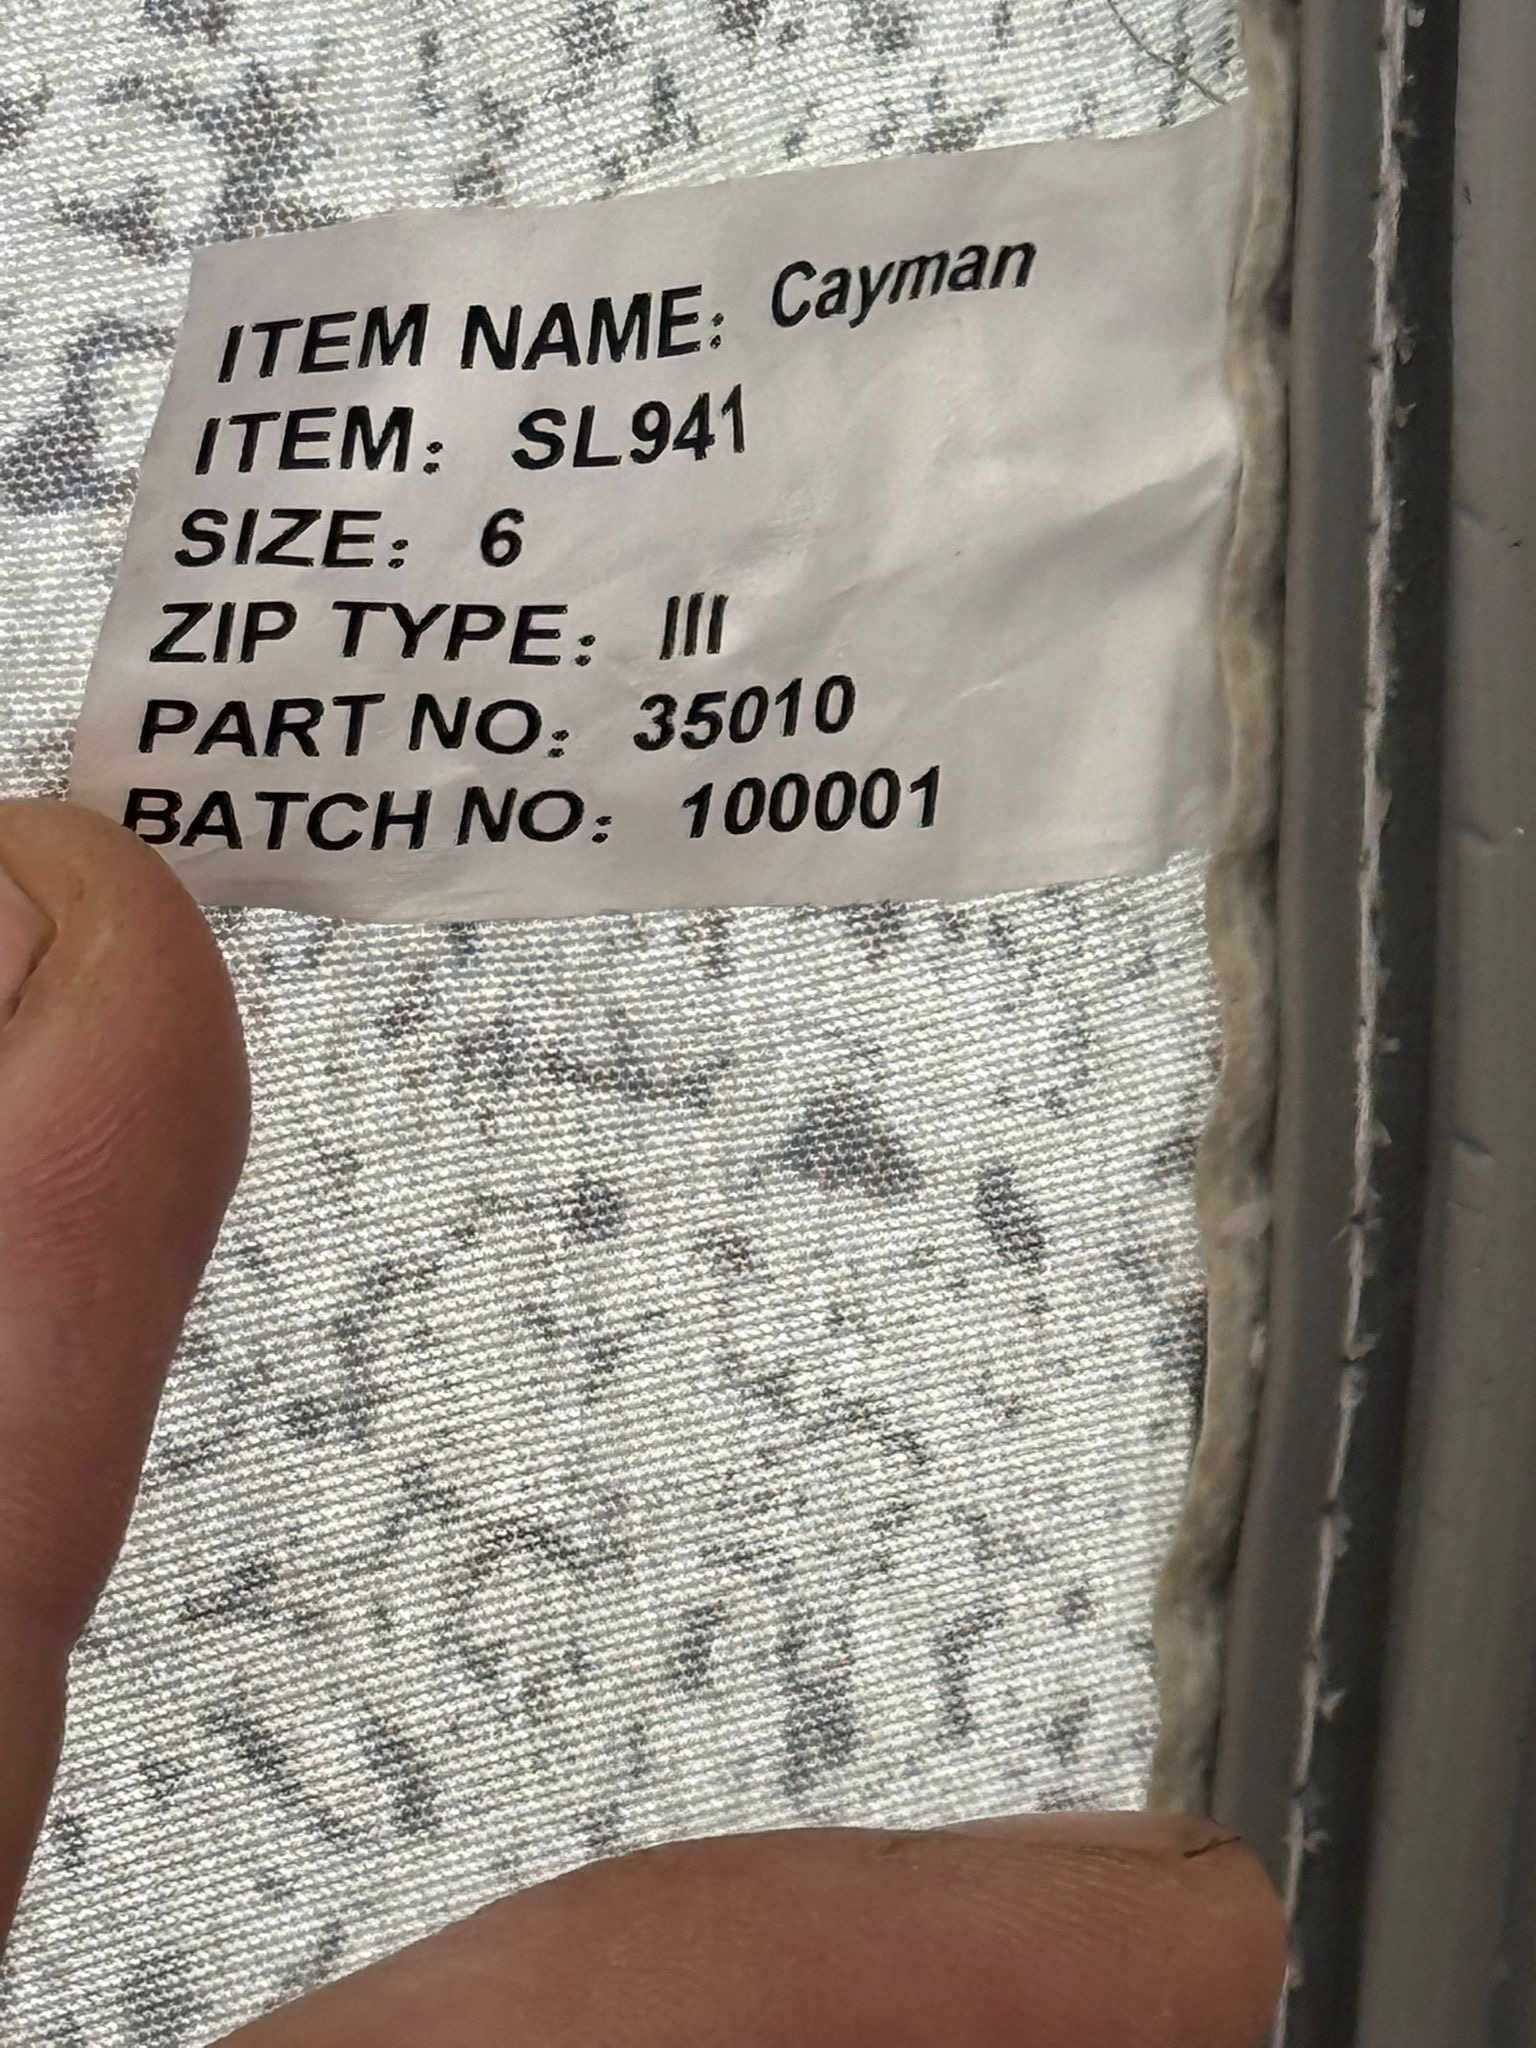 ITEM NAME: Cayman
ITEM: SL941
SIZE: 6
ZIP TYPE: III
PART NO: 35010
BATCH NO: 100001